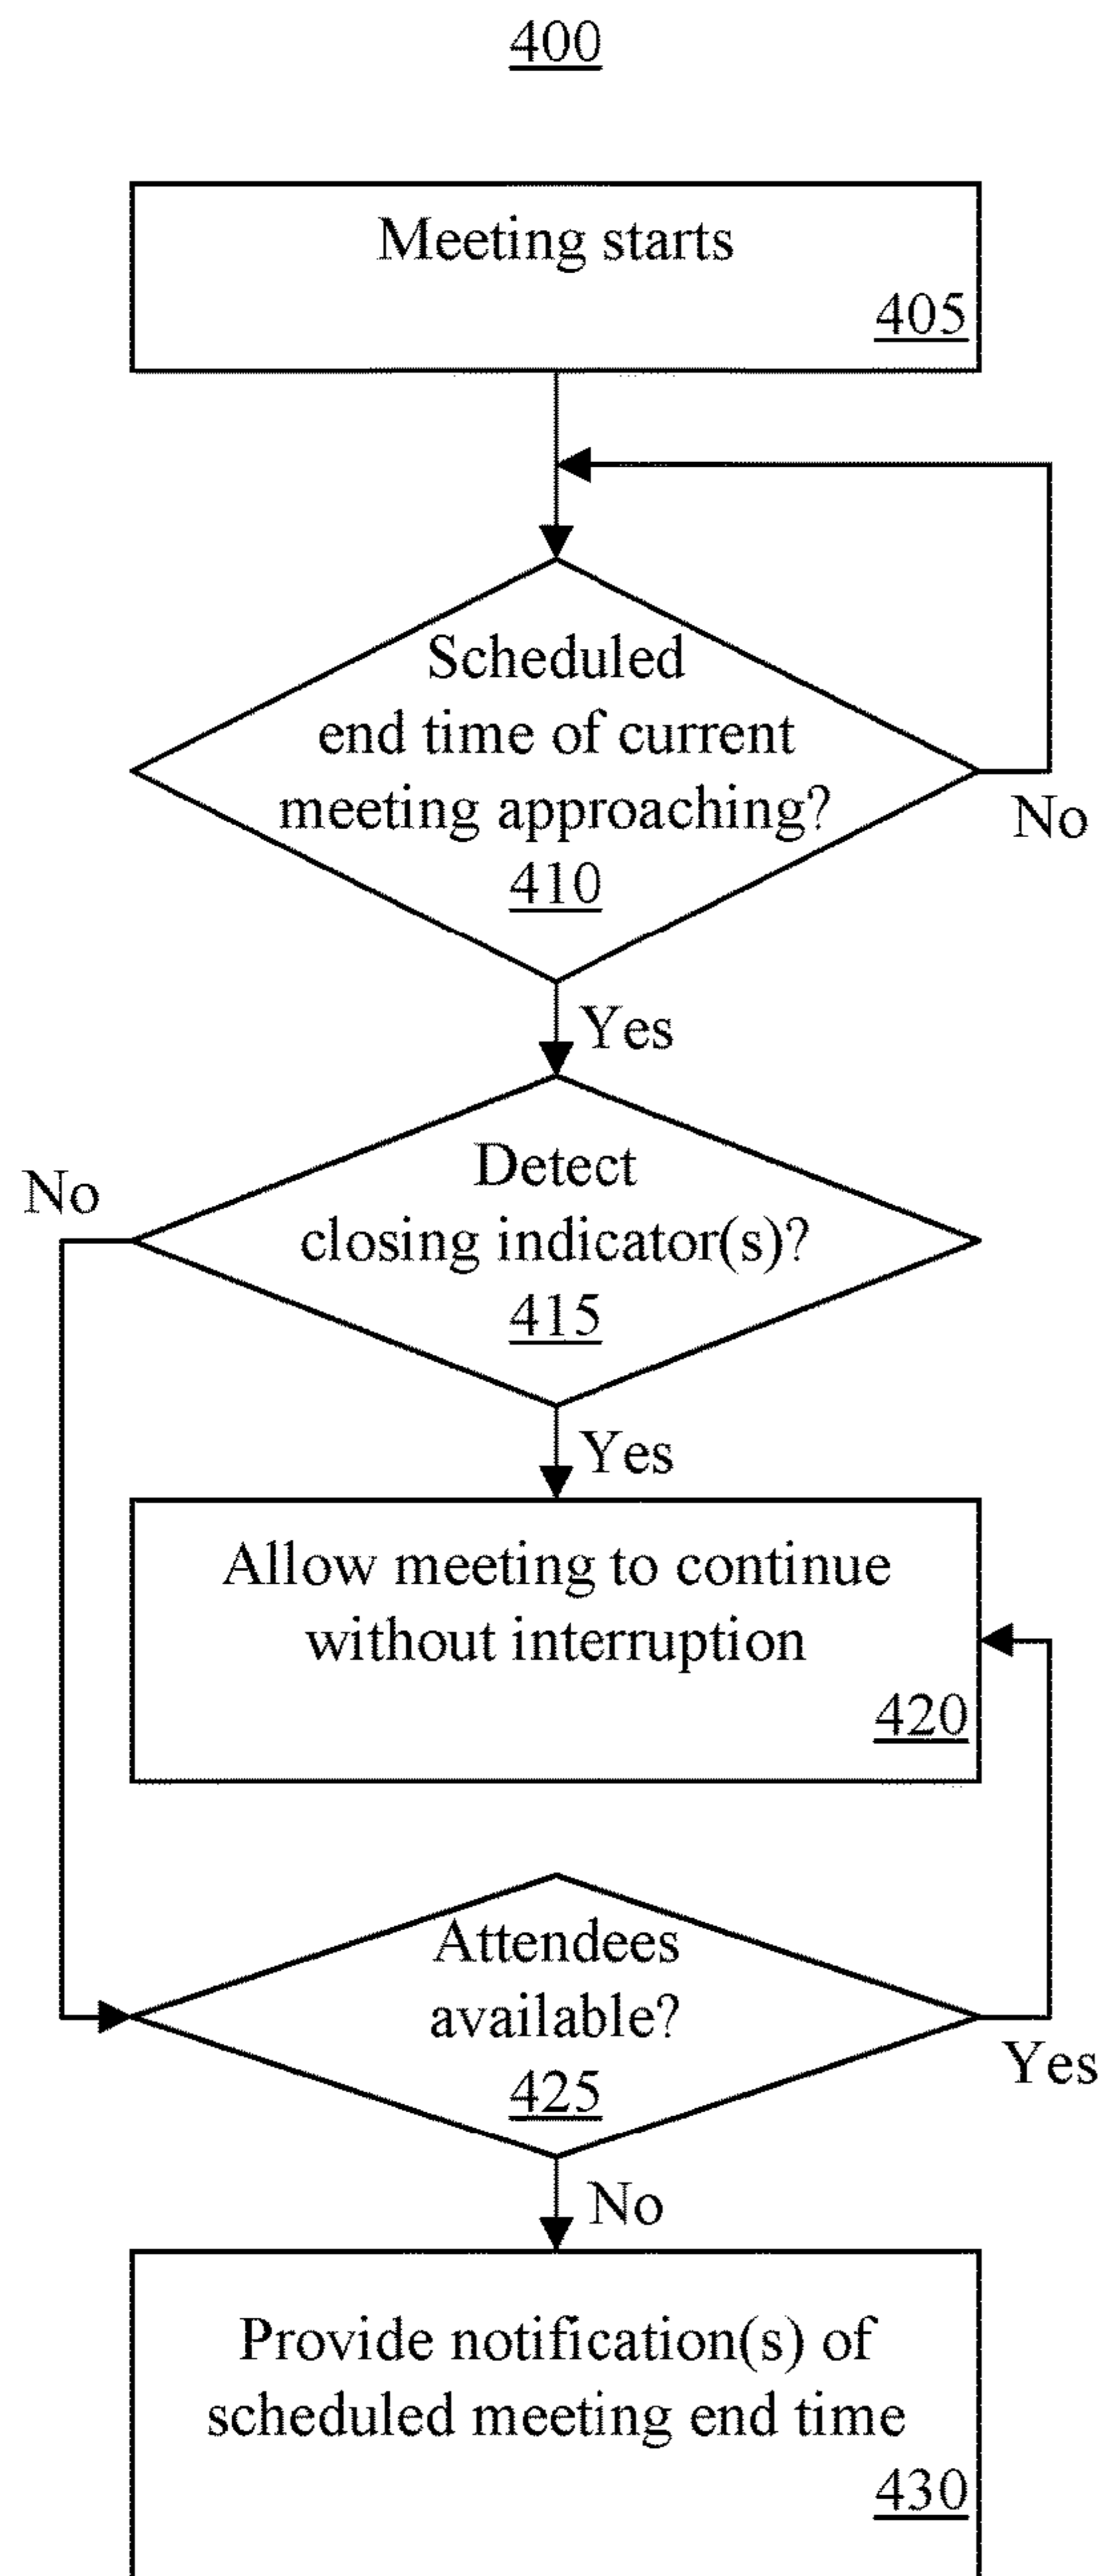 400
Meeting starts
405
Scheduled
end time of current
meeting approaching?
410
No
Yes
No
Detect
closing indicator(s)?
415
Yes
Allow meeting to continue
without interruption
420
Attendees
available?
425
Yes
No
Provide notification(s) of
scheduled meeting end time
430